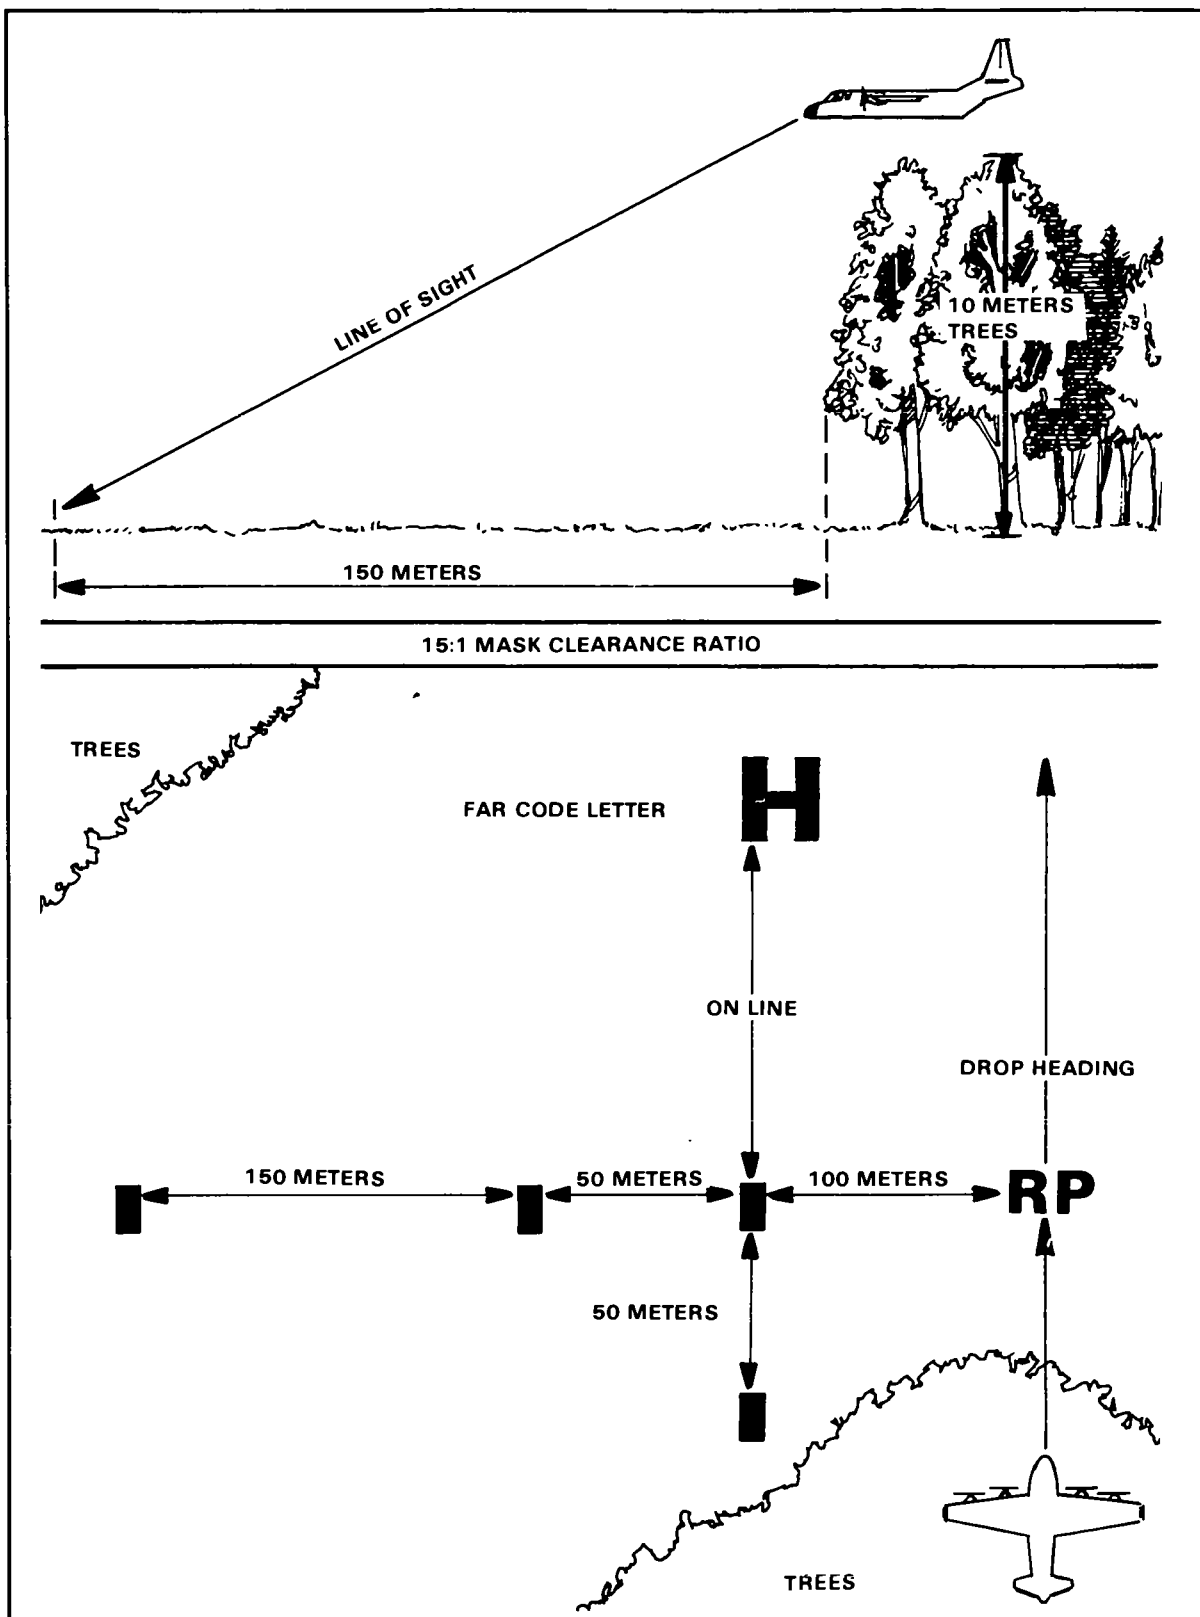 LINE OF SIGHT
10 METERS
TREES
150 METERS
15:1 MASK CLEARANCE RATIO
TREES
FAR CODE LETTER
H
ON LINE
DROP HEADING
150 METERS
50 METERS
100 METERS
RP
50 METERS
TREES